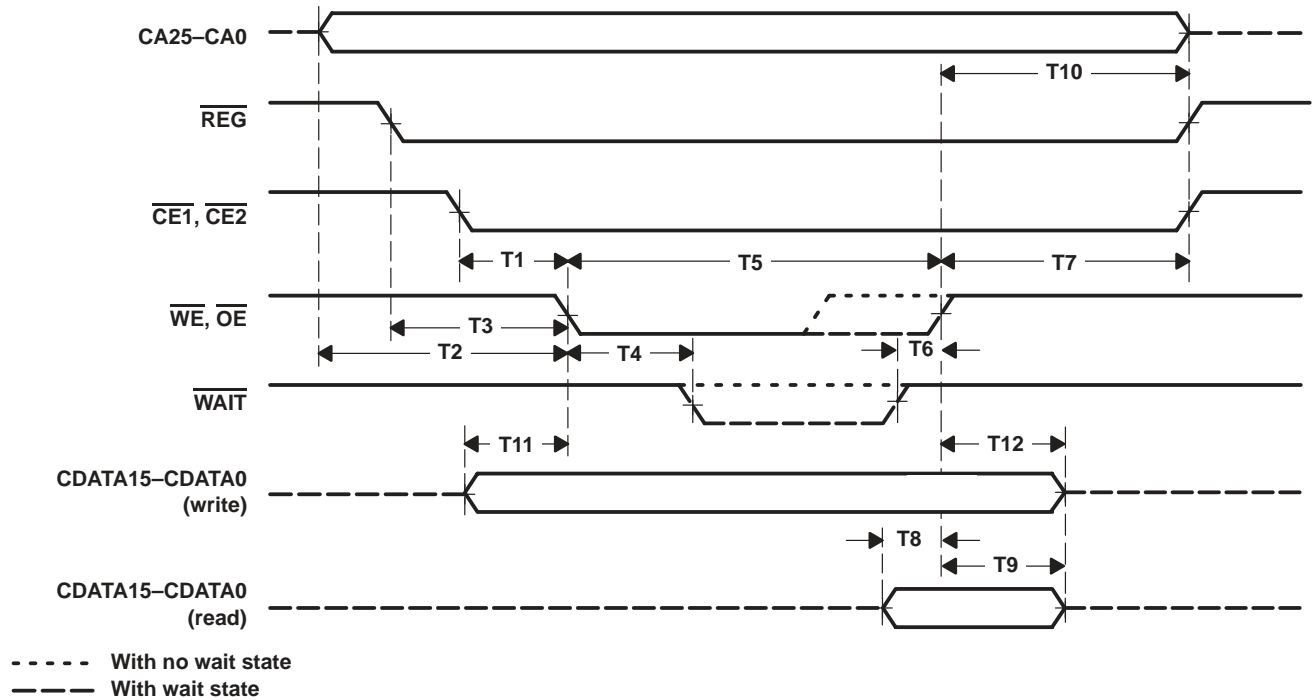 CA25–CA0
T10
REG
CE1, CE2
T1
T5
T7
WE, OE
T3
T6
T2
T4
WAIT
T11
T12
CDATA15–CDATA0
(write)
T8
T9
CDATA15–CDATA0
(read)
With no wait state
With wait state